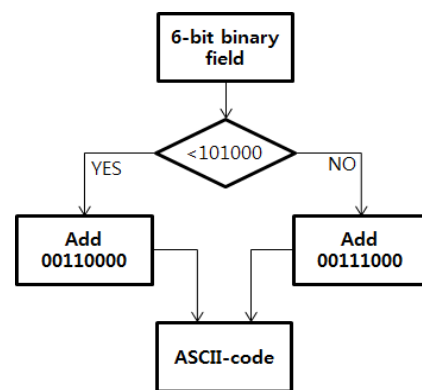 6-bit binary
field
<101000
YES
NO
Add
00110000
Add
00111000
ASCII-code